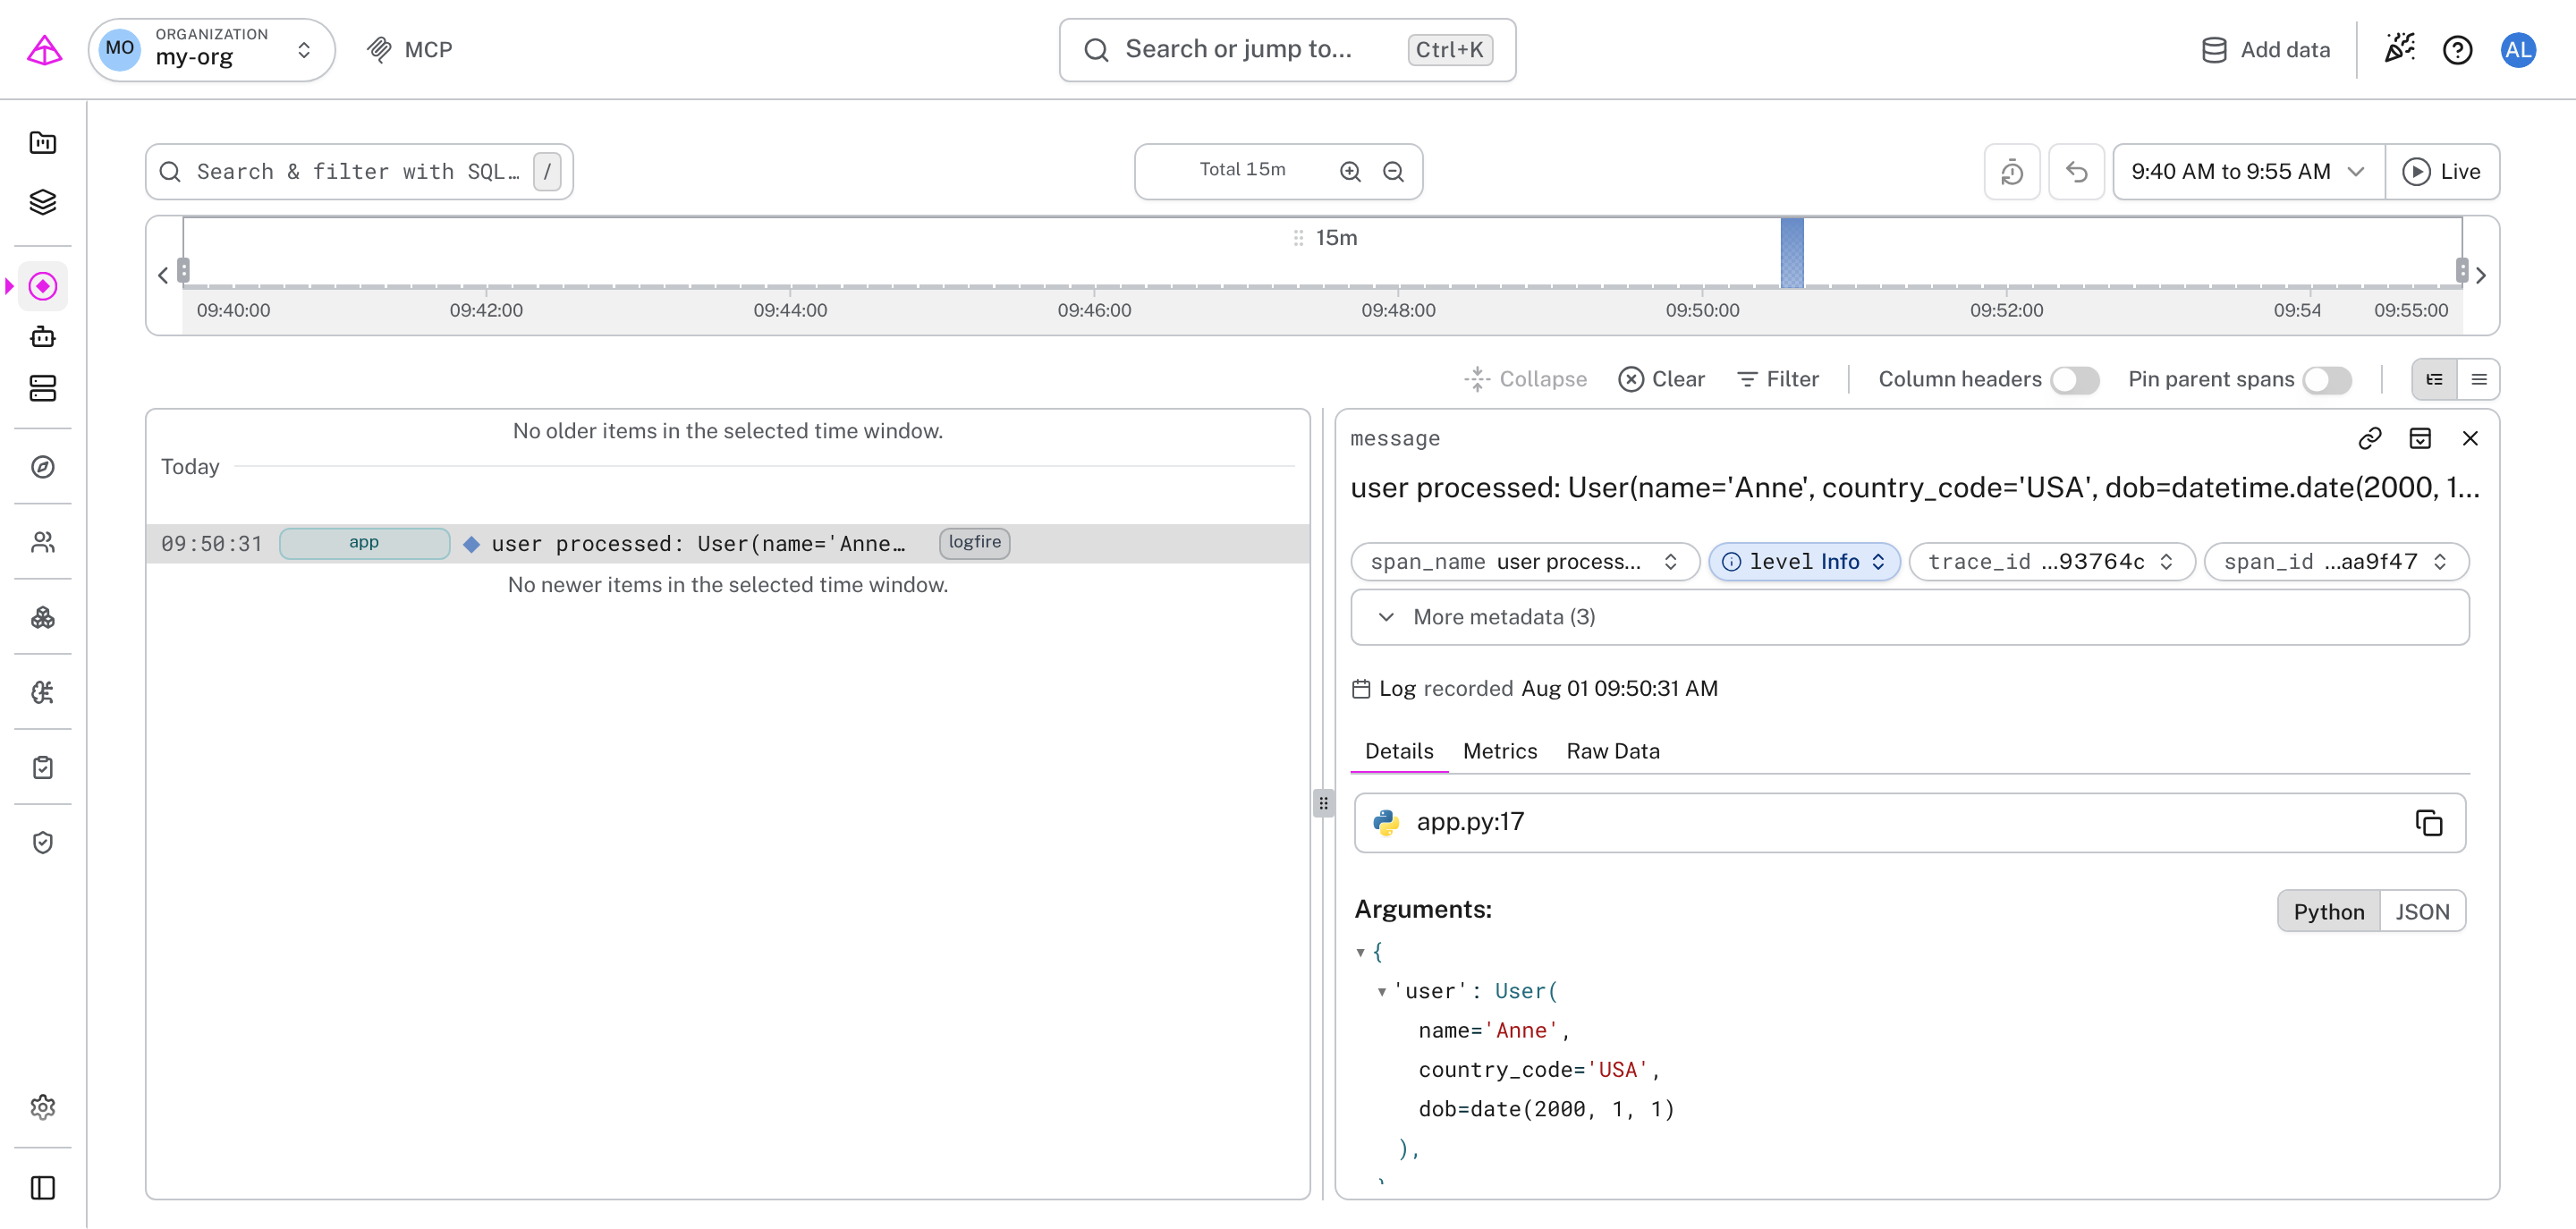 MO
ORGANIZATION
my-org
MCP
Search or jump to...
Ctrl+K
Add data
AL
Search & filter with SQL… /
Total 15m
9:40 AM to 9:55 AM
Live
15m
09:40:00 09:42:00 09:44:00 09:46:00 09:48:00 09:50:00 09:52:00 09:54 09:55:00
Collapse
Clear
Filter
Column headers
Pin parent spans
No older items in the selected time window.
Today
09:50:31 app user processed: User(name='Anne… logfire
No newer items in the selected time window.
message
user processed: User(name='Anne', country_code='USA', dob=datetime.date(2000, 1...
span_name user process...
level Info
trace_id ...93764c
span_id ...aa9f47
More metadata (3)
Log recorded Aug 01 09:50:31 AM
Details Metrics Raw Data
app.py:17
Arguments:
Python JSON
{
'user': User(
name='Anne',
country_code='USA',
dob=date(2000, 1, 1)
),